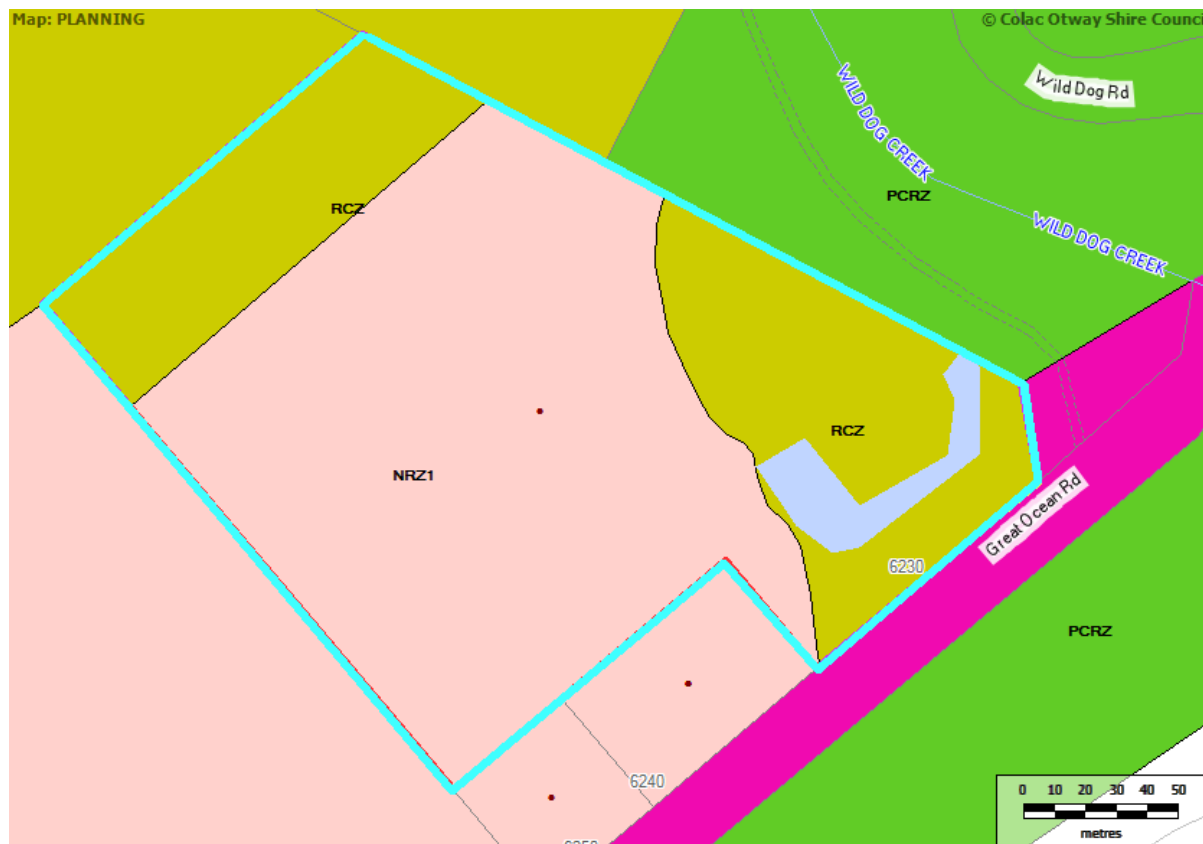 Map: PLANNING
© Colac Otway Shire Counci
Wild Dog Rd
WILD DOG CREEK
PCRZ
RCZ
WILD DOG CREEK
RCZ
NRZ1
Great Ocean Rd
6230
PCRZ
6240
0 10 20 30 40 50
metres